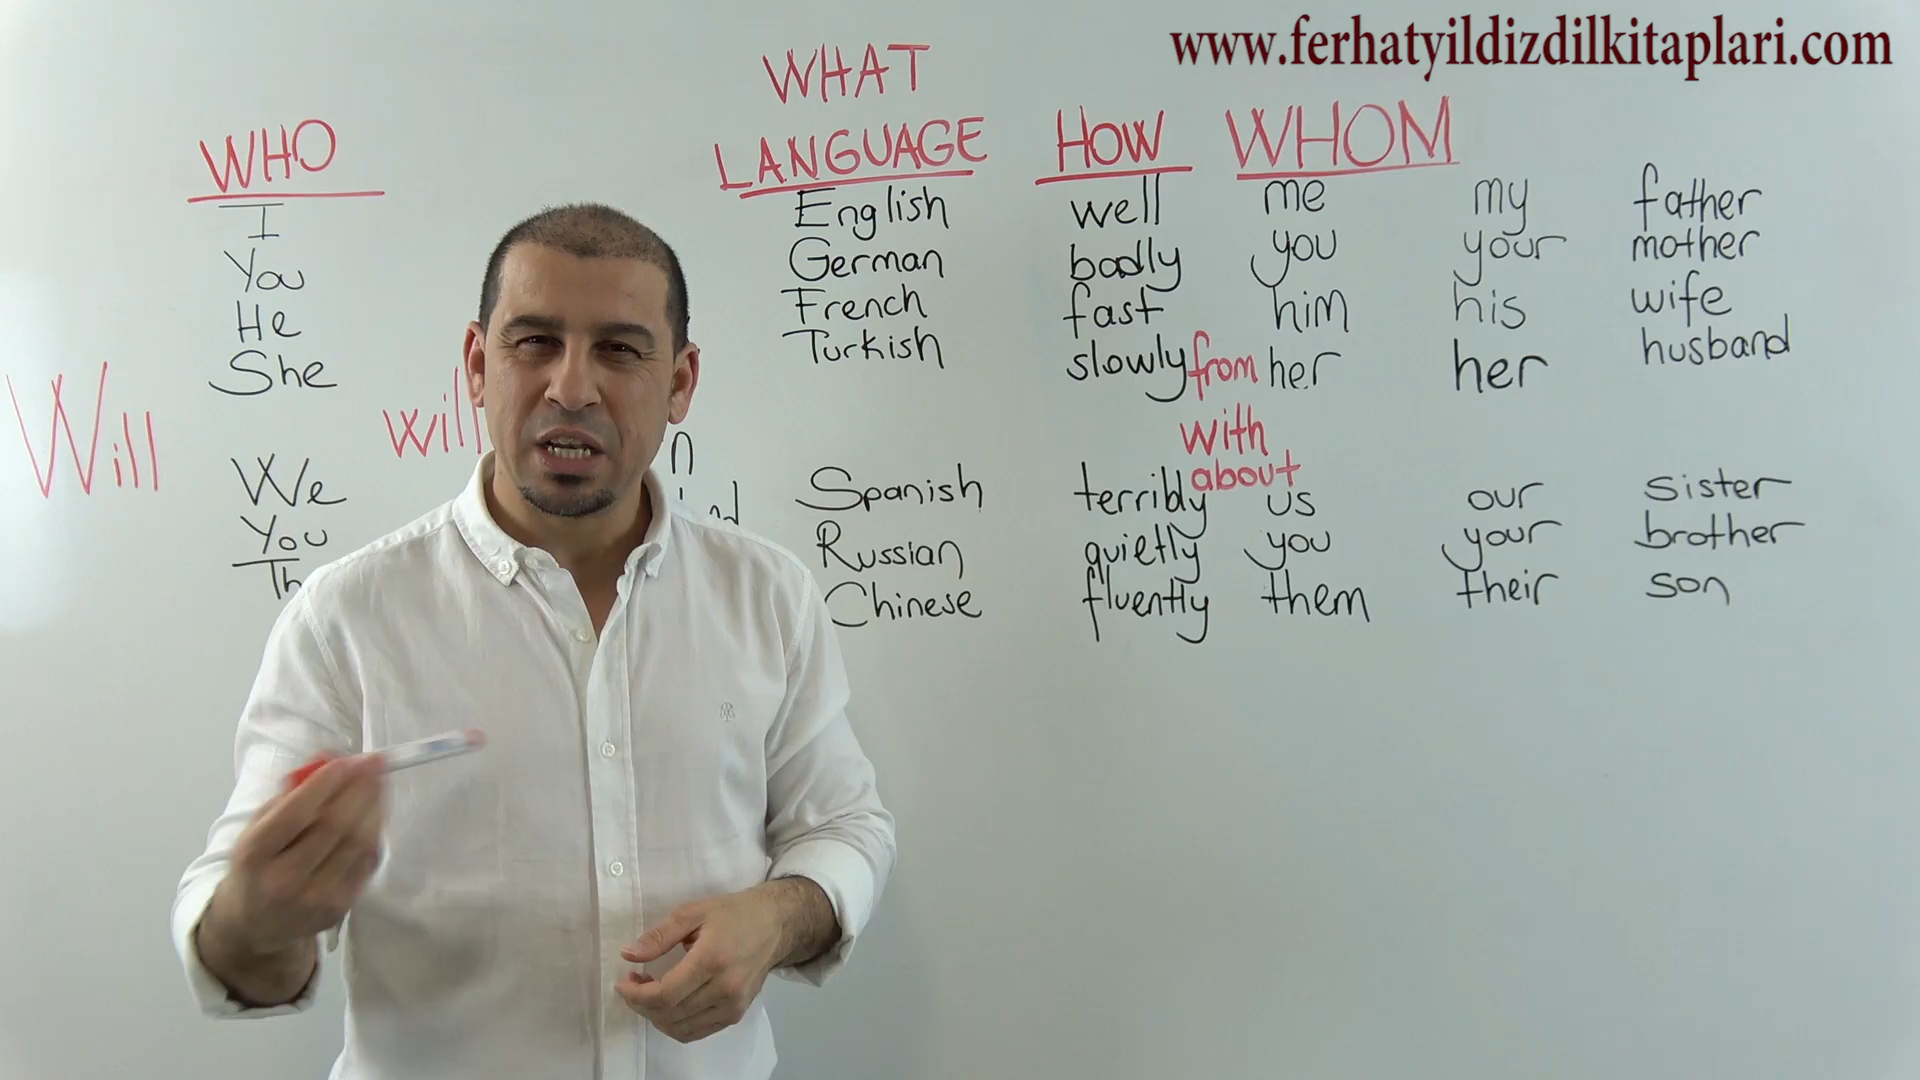 www.ferhatyildizdilkitaplari.com
WHAT
WHO LANGUAGE HOW WHOM
I English well me my father
You German badly you your mother
He French fast him his wife
She Turkish slowly from her her husband
Will will with
about
We Spanish terribly us our sister
You Russian quietly you your brother
Chinese fluently them their son